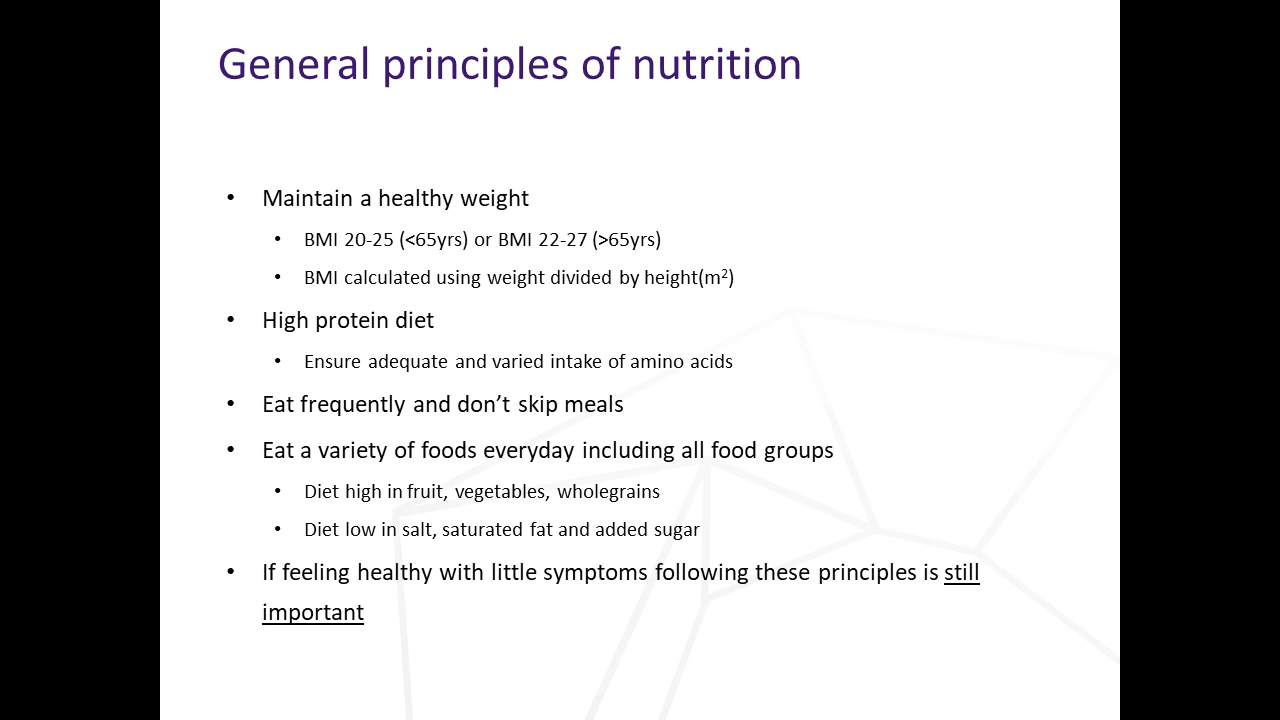 General principles of nutrition
• Maintain a healthy weight
• BMI 20-25 (<65yrs) or BMI 22-27 (>65yrs)
• BMI calculated using weight divided by height(m²)
• High protein diet
• Ensure adequate and varied intake of amino acids
• Eat frequently and don’t skip meals
• Eat a variety of foods everyday including all food groups
• Diet high in fruit, vegetables, wholegrains
• Diet low in salt, saturated fat and added sugar
• If feeling healthy with little symptoms following these principles is still
important